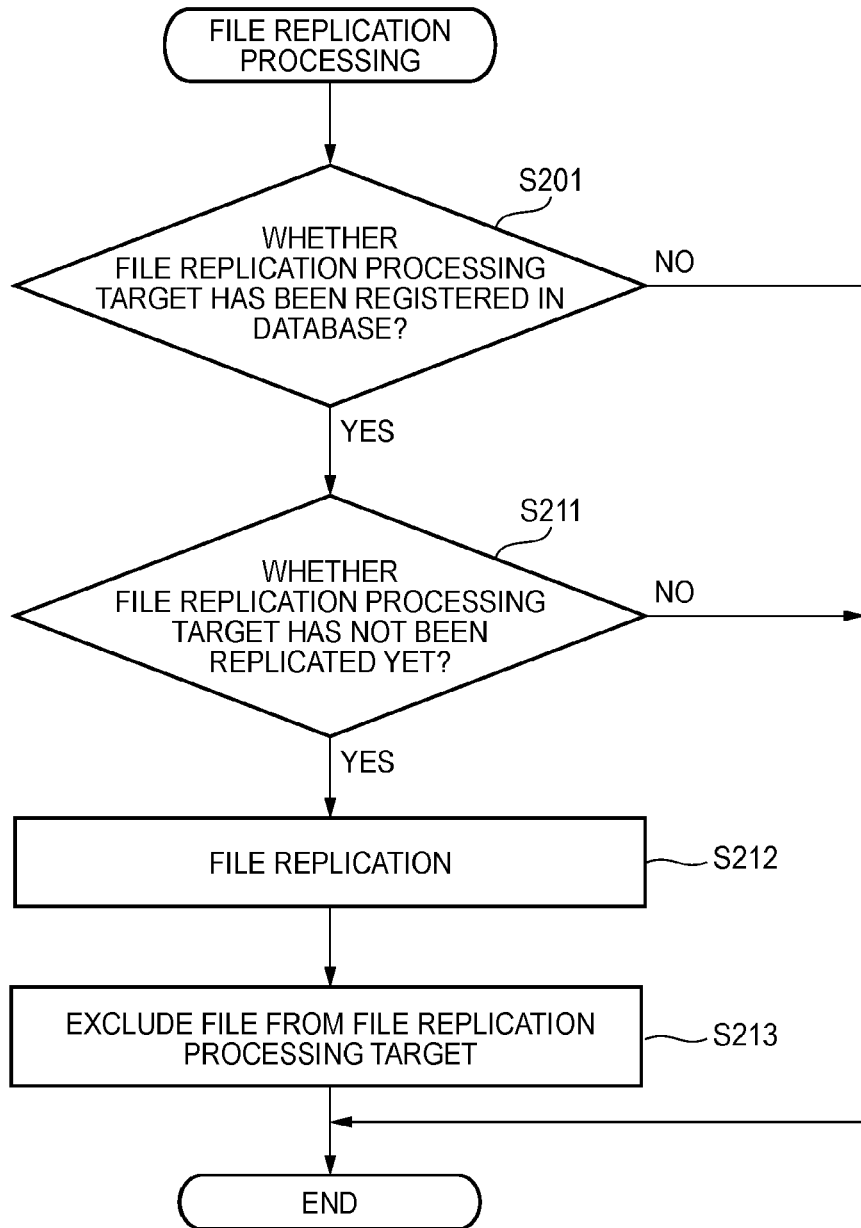 FILE REPLICATION
PROCESSING
S201
WHETHER
FILE REPLICATION PROCESSING
TARGET HAS BEEN REGISTERED IN
DATABASE?
NO
YES
S211
WHETHER
FILE REPLICATION PROCESSING
TARGET HAS NOT BEEN
REPLICATED YET?
NO
YES
FILE REPLICATION
S212
EXCLUDE FILE FROM FILE REPLICATION
PROCESSING TARGET
S213
END